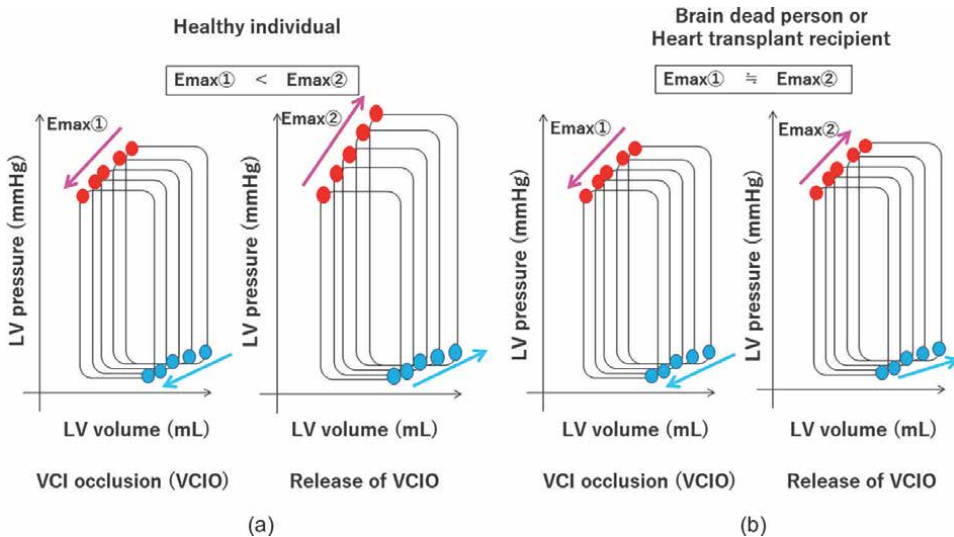 Healthy individual
Emax① < Emax②
Emax①
LV pressure (mmHg)
LV volume (mL)
VCI occlusion (VCIO)
Emax②
LV pressure (mmHg)
LV volume (mL)
Release of VCIO
(a)
Brain dead person or
Heart transplant recipient
Emax① ≒ Emax②
Emax①
LV pressure (mmHg)
LV volume (mL)
VCI occlusion (VCIO)
Emax②
LV pressure (mmHg)
LV volume (mL)
Release of VCIO
(b)